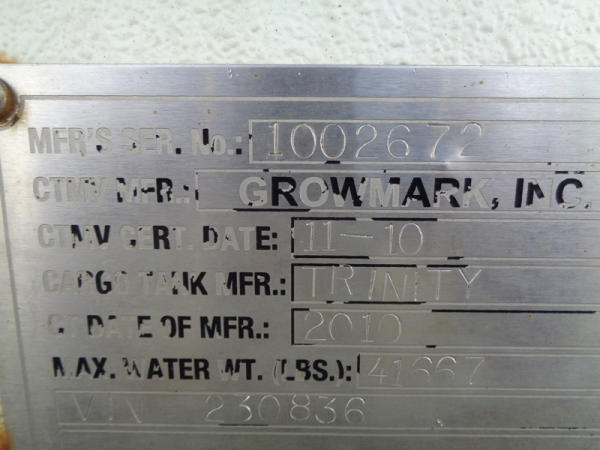 MFR'S SER. No.: 1002672
CTMV MFR.: GROWMARK, INC.
CTMV CERT. DATE: 11-10
CARGO TANK MFR.: TRINITY
CT DATE OF MFR.: 2010
MAX. WATER WT. (LBS.): 41667
VIN 230836